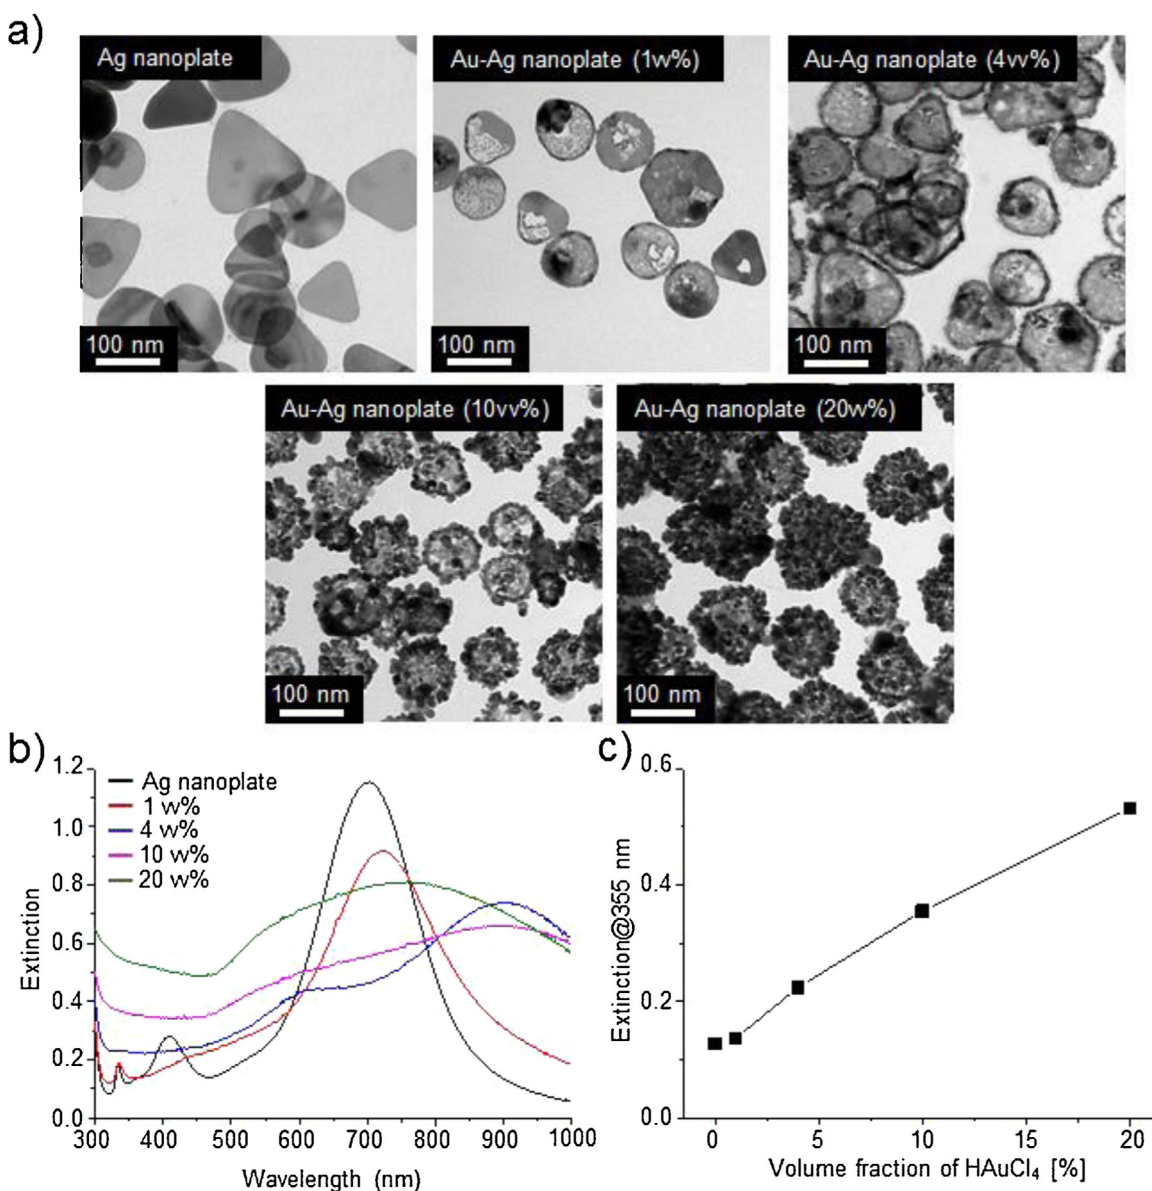 a)
Ag nanoplate
Au-Ag nanoplate (1w%)
Au-Ag nanoplate (4vv%)
100 nm
100 nm
100 nm
Au-Ag nanoplate (10vv%)
Au-Ag nanoplate (20w%)
100 nm
100 nm
b)
1.2
1.0
0.8
0.6
0.4
0.2
0.0
Extinction
Ag nanoplate
1 w%
4 w%
10 w%
20 w%
300 400 500 600 700 800 900 1000
Wavelength (nm)
c)
0.6
0.4
0.2
0.0
Extinction@355 nm
0 5 10 15 20
Volume fraction of HAuCl4 [%]